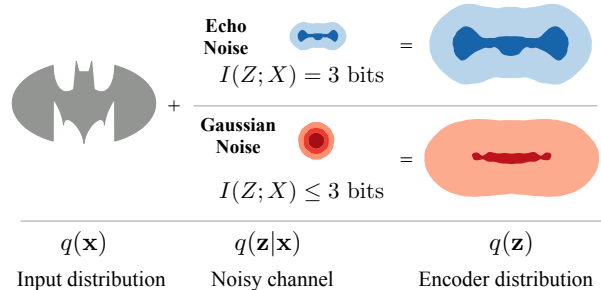 Echo
Noise
=
I(Z; X) = 3 bits
+
Gaussian
Noise
=
I(Z; X) ≤ 3 bits
q(x) q(z|x) q(z)
Input distribution Noisy channel Encoder distribution